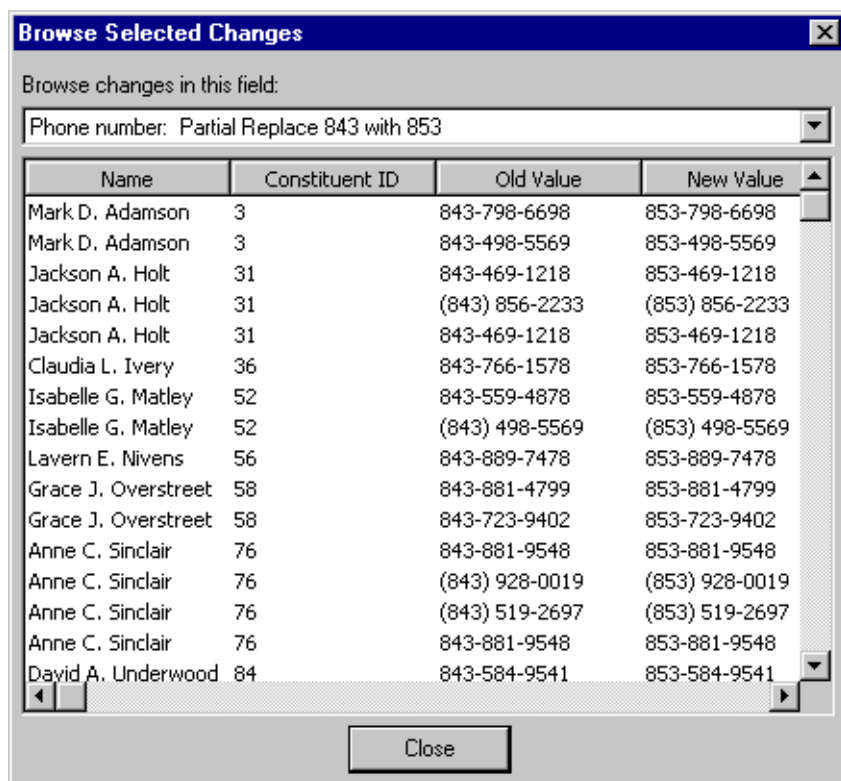 Browse Selected Changes
Browse changes in this field:
Phone number:  Partial Replace 843 with 853
Name Constituent ID Old Value New Value
Mark D. Adamson 3 843-798-6698 853-798-6698
Mark D. Adamson 3 843-498-5569 853-498-5569
Jackson A. Holt 31 843-469-1218 853-469-1218
Jackson A. Holt 31 (843) 856-2233 (853) 856-2233
Jackson A. Holt 31 843-469-1218 853-469-1218
Claudia L. Ivery 36 843-766-1578 853-766-1578
Isabelle G. Matley 52 843-559-4878 853-559-4878
Isabelle G. Matley 52 (843) 498-5569 (853) 498-5569
Lavern E. Nivens 56 843-889-7478 853-889-7478
Grace J. Overstreet 58 843-881-4799 853-881-4799
Grace J. Overstreet 58 843-723-9402 853-723-9402
Anne C. Sinclair 76 843-881-9548 853-881-9548
Anne C. Sinclair 76 (843) 928-0019 (853) 928-0019
Anne C. Sinclair 76 (843) 519-2697 (853) 519-2697
Anne C. Sinclair 76 843-881-9548 853-881-9548
David A. Underwood 84 843-584-9541 853-584-9541
Close